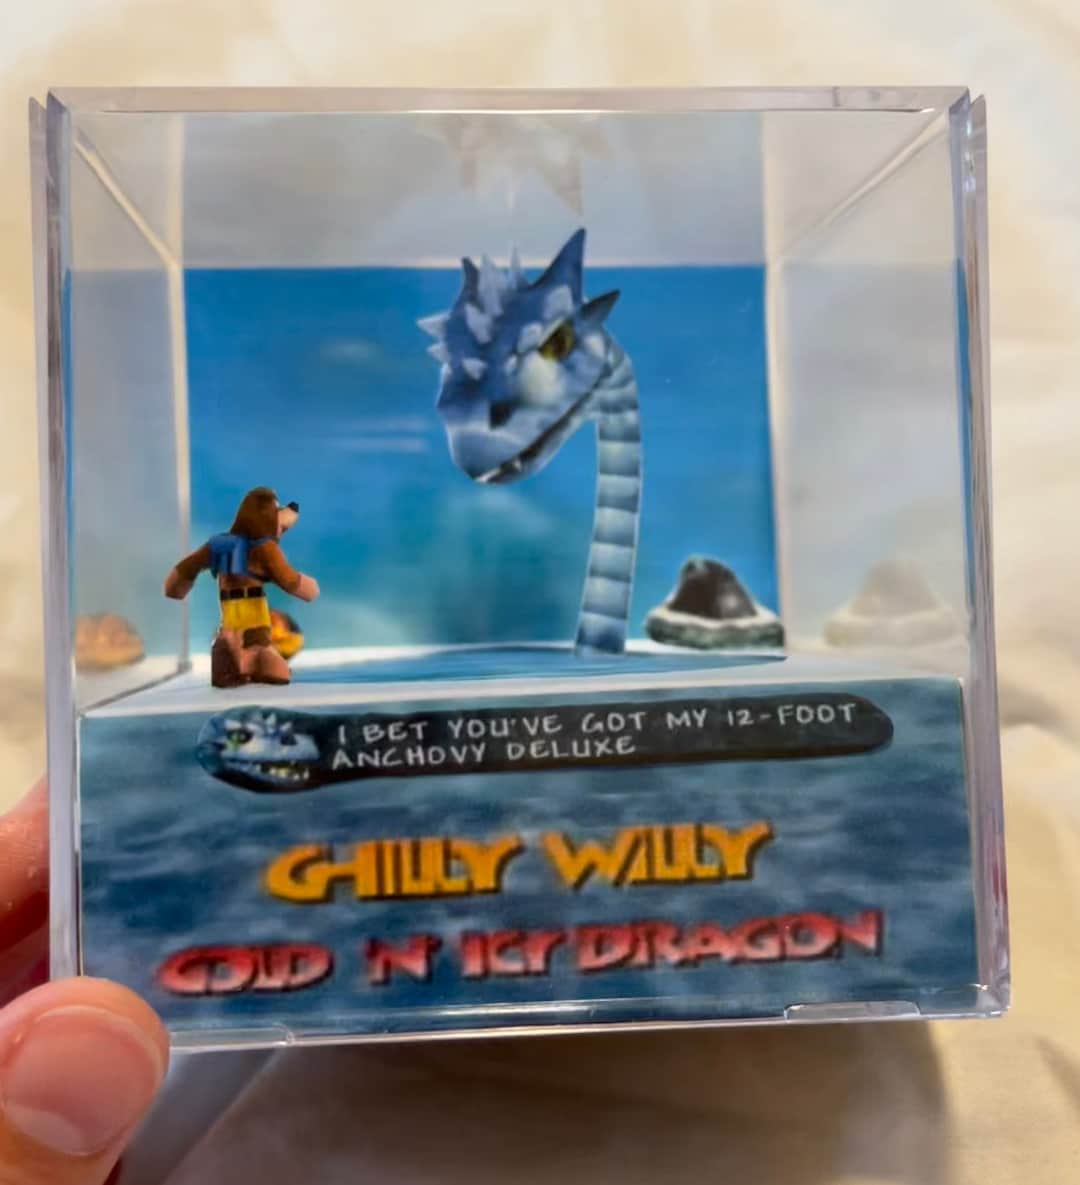 I BET YOU'VE GOT MY 12-FOOT
ANCHOVY DELUXE
CHILLY WILLY
COLD 'N' ICY DRAGON